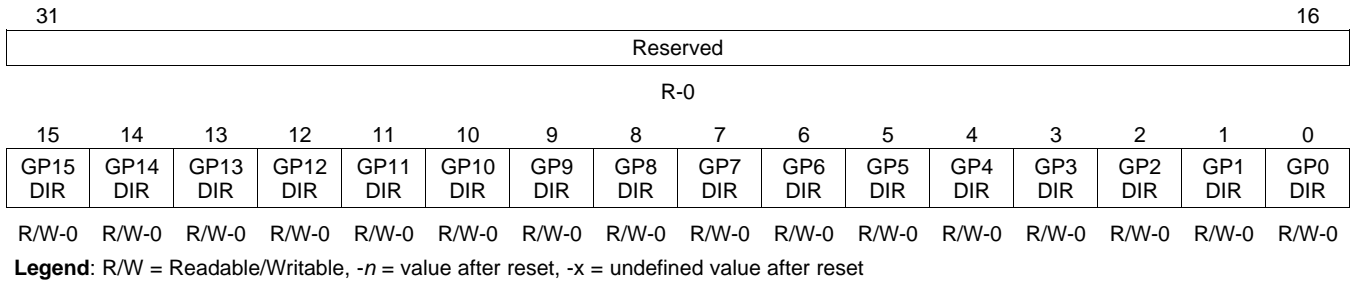 31 16
Reserved
R-0
15 14 13 12 11 10 9 8 7 6 5 4 3 2 1 0
GP15 GP14 GP13 GP12 GP11 GP10 GP9 GP8 GP7 GP6 GP5 GP4 GP3 GP2 GP1 GP0
DIR DIR DIR DIR DIR DIR DIR DIR DIR DIR DIR DIR DIR DIR DIR DIR
R/W-0 R/W-0 R/W-0 R/W-0 R/W-0 R/W-0 R/W-0 R/W-0 R/W-0 R/W-0 R/W-0 R/W-0 R/W-0 R/W-0 R/W-0 R/W-0
Legend: R/W = Readable/Writable, -n = value after reset, -x = undefined value after reset